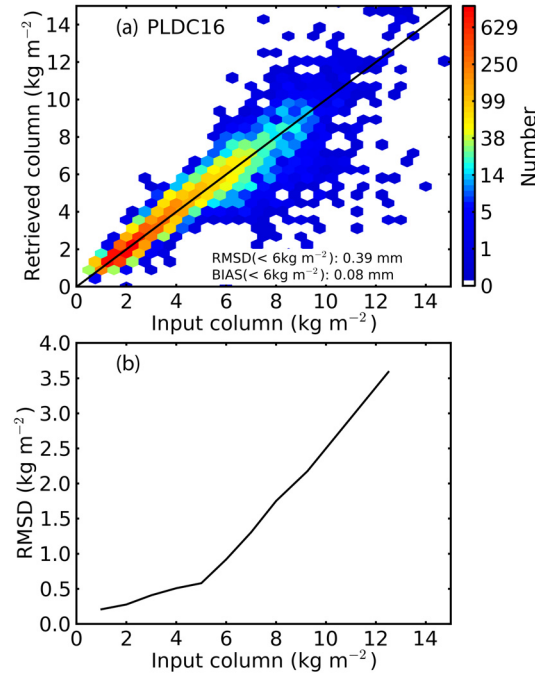 (a) PLDC16
Retrieved column (kg m⁻²)
14
12
10
8
6
4
2
0
RMSD(< 6kg m⁻²): 0.39 mm
BIAS(< 6kg m⁻²): 0.08 mm
0 2 4 6 8 10 12 14
Input column (kg m⁻²)
629
250
99
38
14
5
1
0
Number
(b)
RMSD (kg m⁻²)
4.0
3.5
3.0
2.5
2.0
1.5
1.0
0.5
0.0
0 2 4 6 8 10 12 14
Input column (kg m⁻²)